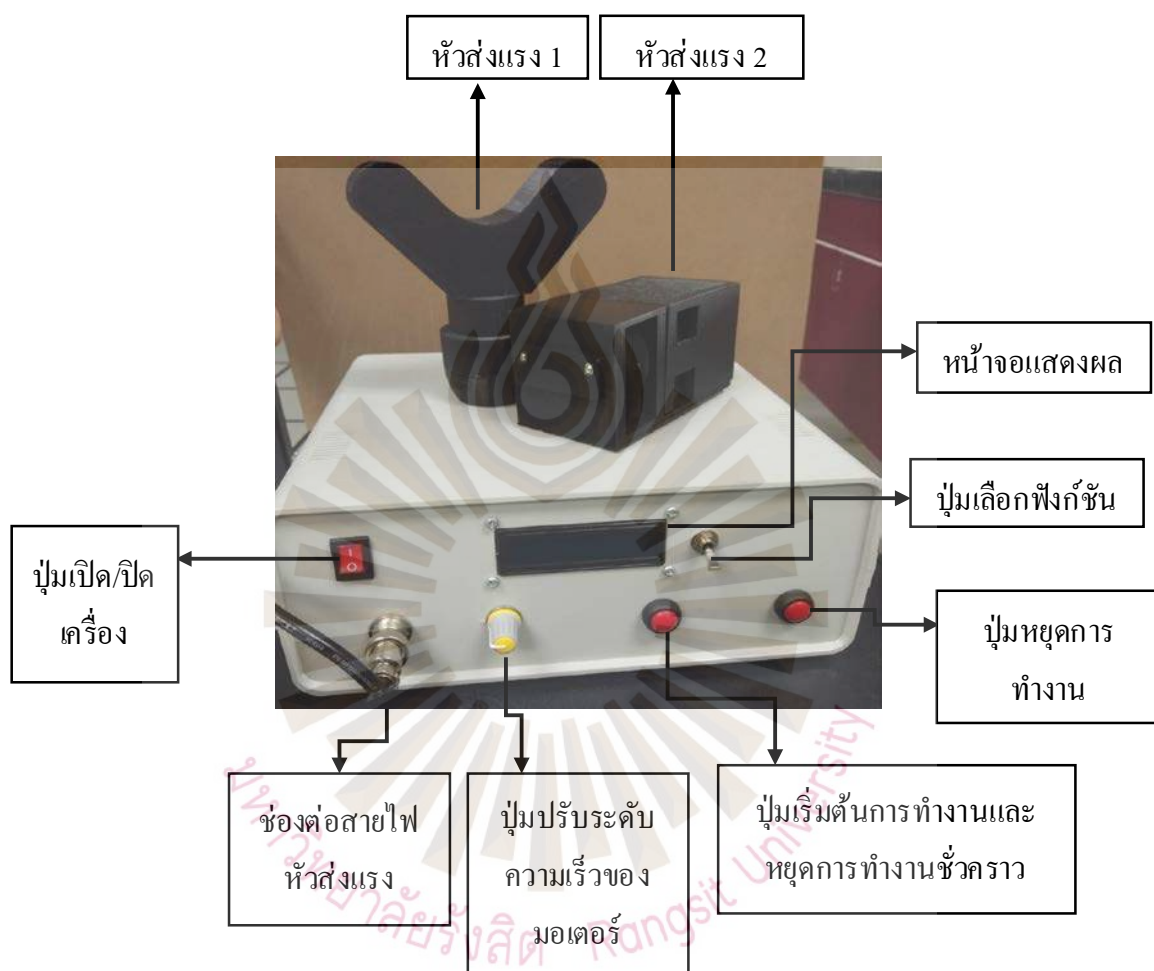 หัวส่งแรง 1
หัวส่งแรง 2
หน้าจอแสดงผล
ปุ่มเลือกฟังก์ชัน
ปุ่มเปิด/ปิด
เครื่อง
ปุ่มหยุดการ
ทำงาน
ช่องต่อสายไฟ
หัวส่งแรง
ปุ่มปรับระดับ
ความเร็วของ
มอเตอร์
ปุ่มเริ่มต้นการทำงานและ
หยุดการทำงานชั่วคราว
มหาวิทยาลัยรังสิต Rangsit University